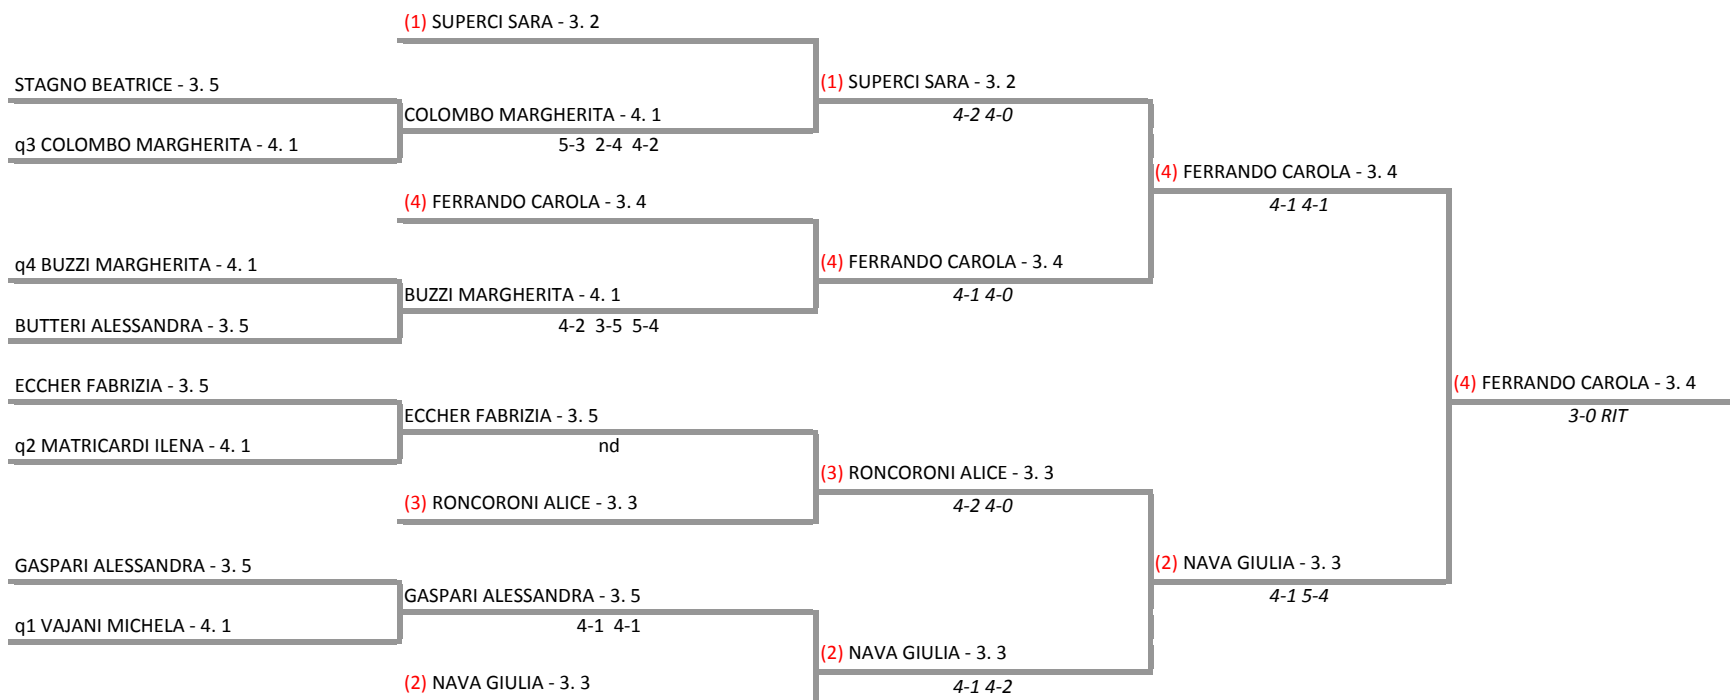 (1) SUPERCI SARA - 3. 2
STAGNO BEATRICE - 3. 5
(1) SUPERCI SARA - 3. 2
4-2 4-0
COLOMBO MARGHERITA - 4. 1
5-3 2-4 4-2
q3 COLOMBO MARGHERITA - 4. 1
(4) FERRANDO CAROLA - 3. 4
4-1 4-1
(4) FERRANDO CAROLA - 3. 4
q4 BUZZI MARGHERITA - 4. 1
(4) FERRANDO CAROLA - 3. 4
4-1 4-0
BUZZI MARGHERITA - 4. 1
4-2 3-5 5-4
BUTTERI ALESSANDRA - 3. 5
ECCHER FABRIZIA - 3. 5
(4) FERRANDO CAROLA - 3. 4
3-0 RIT
ECCHER FABRIZIA - 3. 5
nd
q2 MATRICARDI ILENA - 4. 1
(3) RONCORONI ALICE - 3. 3
4-2 4-0
(3) RONCORONI ALICE - 3. 3
GASPARI ALESSANDRA - 3. 5
(2) NAVA GIULIA - 3. 3
4-1 5-4
GASPARI ALESSANDRA - 3. 5
4-1 4-1
q1 VAJANI MICHELA - 4. 1
(2) NAVA GIULIA - 3. 3
4-1 4-2
(2) NAVA GIULIA - 3. 3